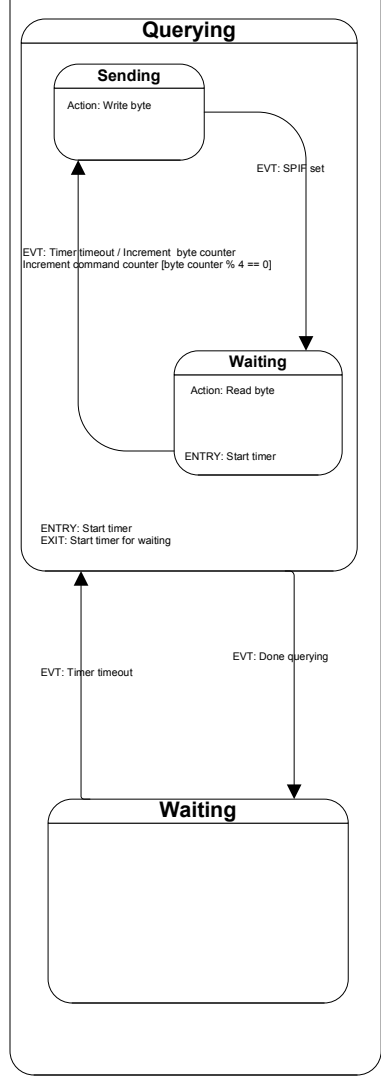 Querying
Sending
Action: Write byte
EVT: SPIF set
EVT: Timer timeout / Increment byte counter
Increment command counter [byte counter % 4 == 0]
Waiting
Action: Read byte
ENTRY: Start timer
ENTRY: Start timer
EXIT: Start timer for waiting
EVT: Done querying
EVT: Timer timeout
Waiting